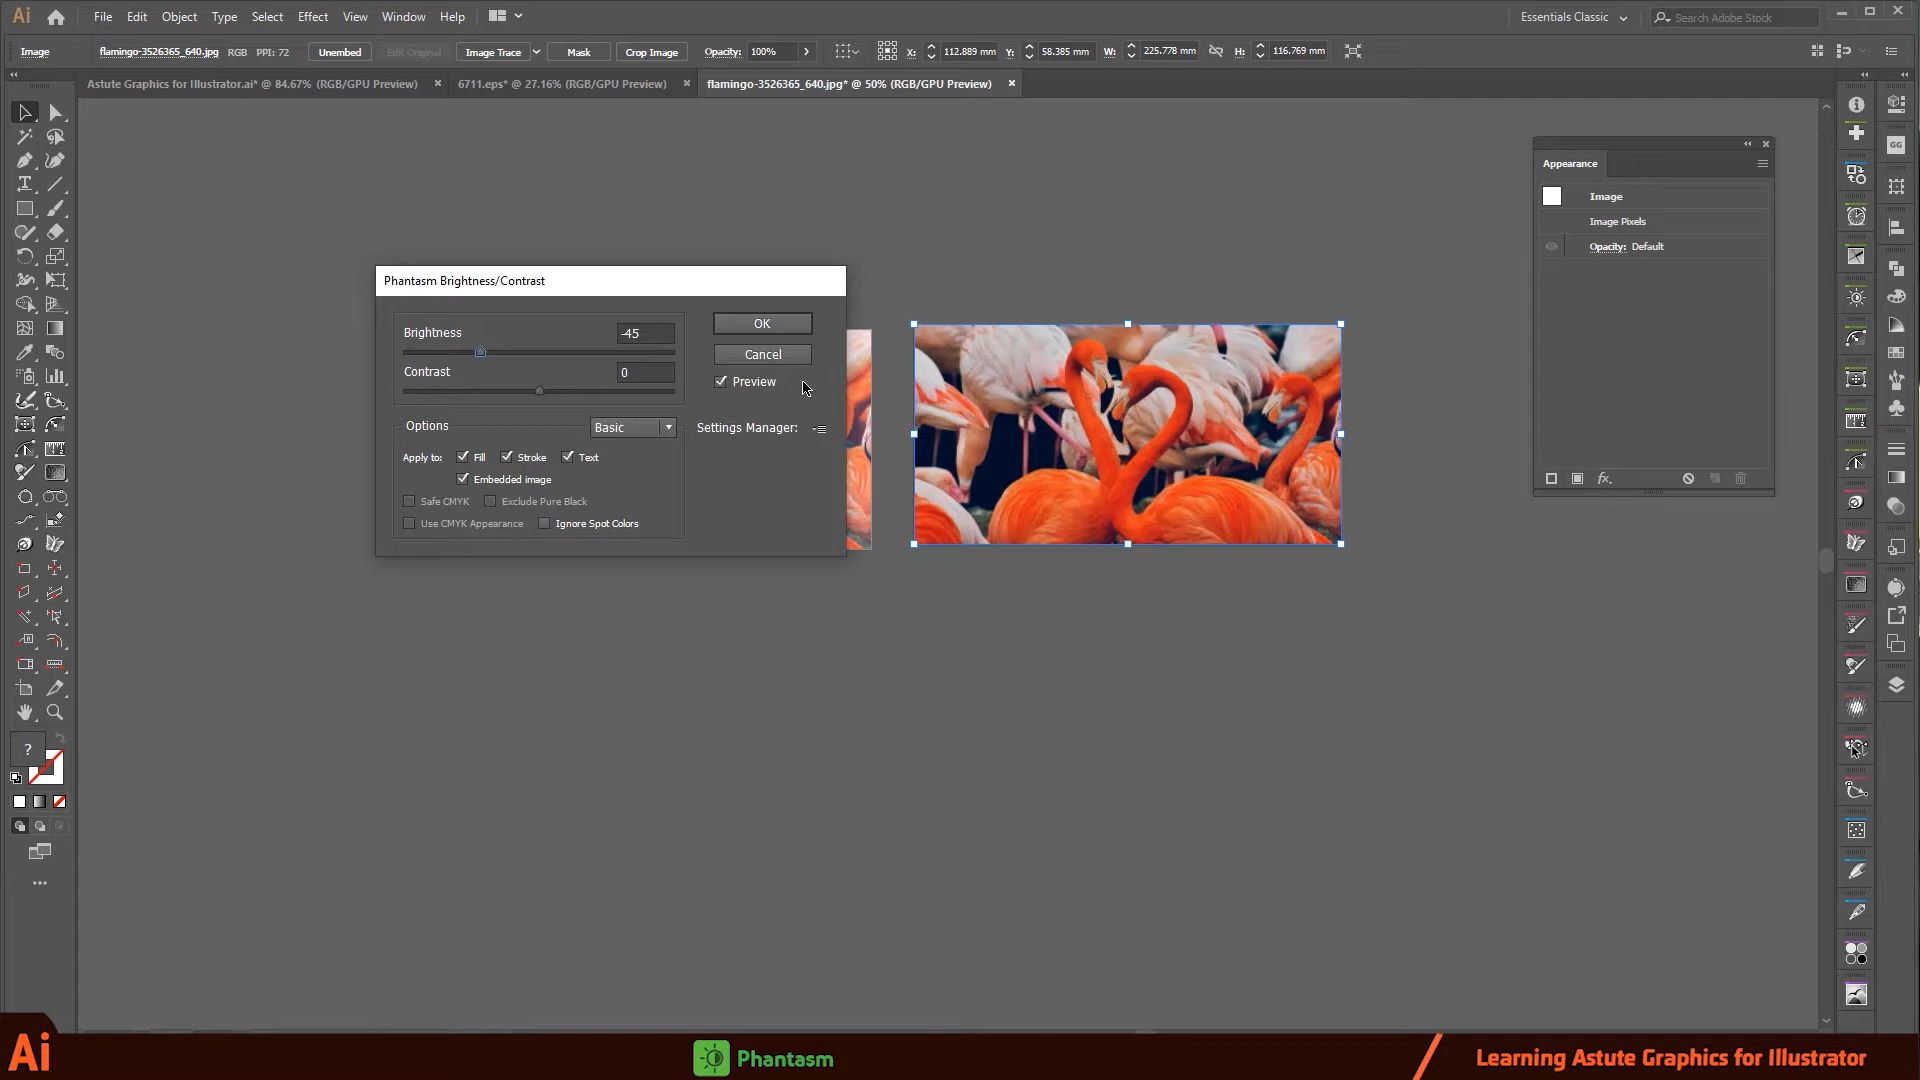 Ai File Edit Object Type Select Effect View Window Help Essentials Classic Search Adobe Stock
Image flamingo-3526365_640.jpg RGB PPI: 72 Unembed Edit Original Image Trace Mask Crop Image Opacity: 100% X: 112.889 mm Y: 58.385 mm W: 225.778 mm H: 116.769 mm
Astute Graphics for Illustrator.ai* @ 84.67% (RGB/GPU Preview) 6711.eps* @ 27.16% (RGB/GPU Preview) flamingo-3526365_640.jpg* @ 50% (RGB/GPU Preview)
GG
Appearance
Image
Image Pixels
Opacity: Default
fx.
Phantasm Brightness/Contrast
Brightness -45 OK
Cancel
Contrast 0
Preview
Options Basic Settings Manager:
Apply to: Fill Stroke Text
Embedded image
Safe CMYK Exclude Pure Black
Use CMYK Appearance Ignore Spot Colors
?
Ai Phantasm Learning Astute Graphics for Illustrator